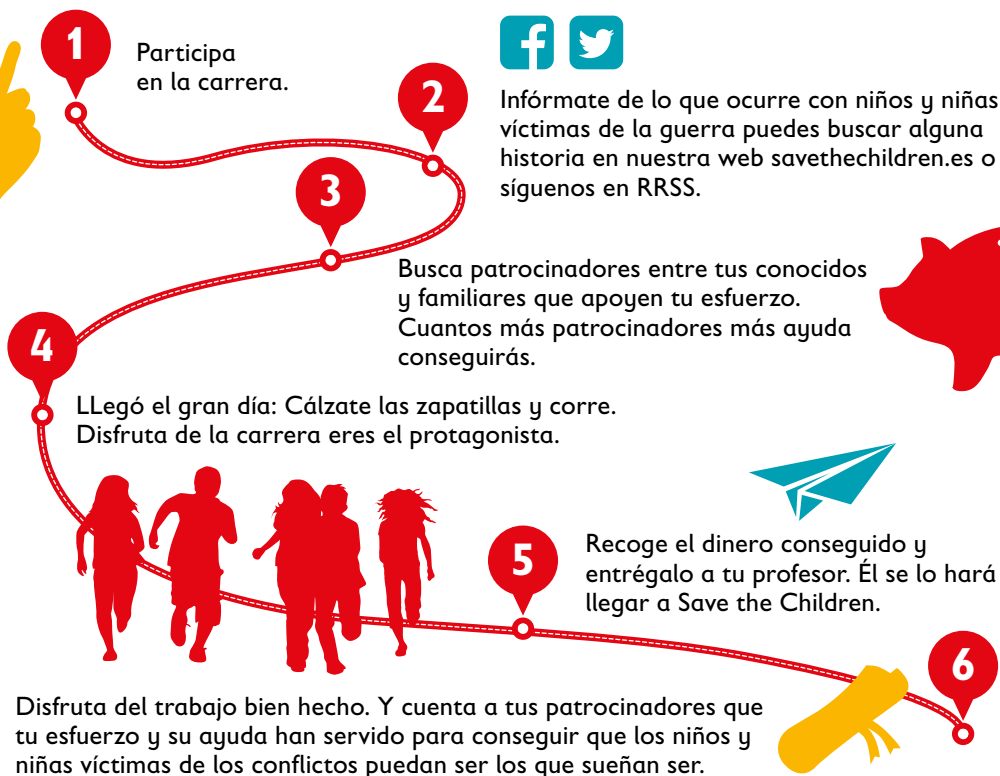 1
Participa
en la carrera.
2
Infórmate de lo que ocurre con niños y niñas
víctimas de la guerra puedes buscar alguna
historia en nuestra web savethechildren.es o
síguenos en RRSS.
3
Busca patrocinadores entre tus conocidos
y familiares que apoyen tu esfuerzo.
Cuantos más patrocinadores más ayuda
conseguirás.
4
LLegó el gran día: Cálzate las zapatillas y corre.
Disfruta de la carrera eres el protagonista.
5
Recoge el dinero conseguido y
entrégalo a tu profesor. Él se lo hará
llegar a Save the Children.
6
Disfruta del trabajo bien hecho. Y cuenta a tus patrocinadores que
tu esfuerzo y su ayuda han servido para conseguir que los niños y
niñas víctimas de los conflictos puedan ser los que sueñan ser.